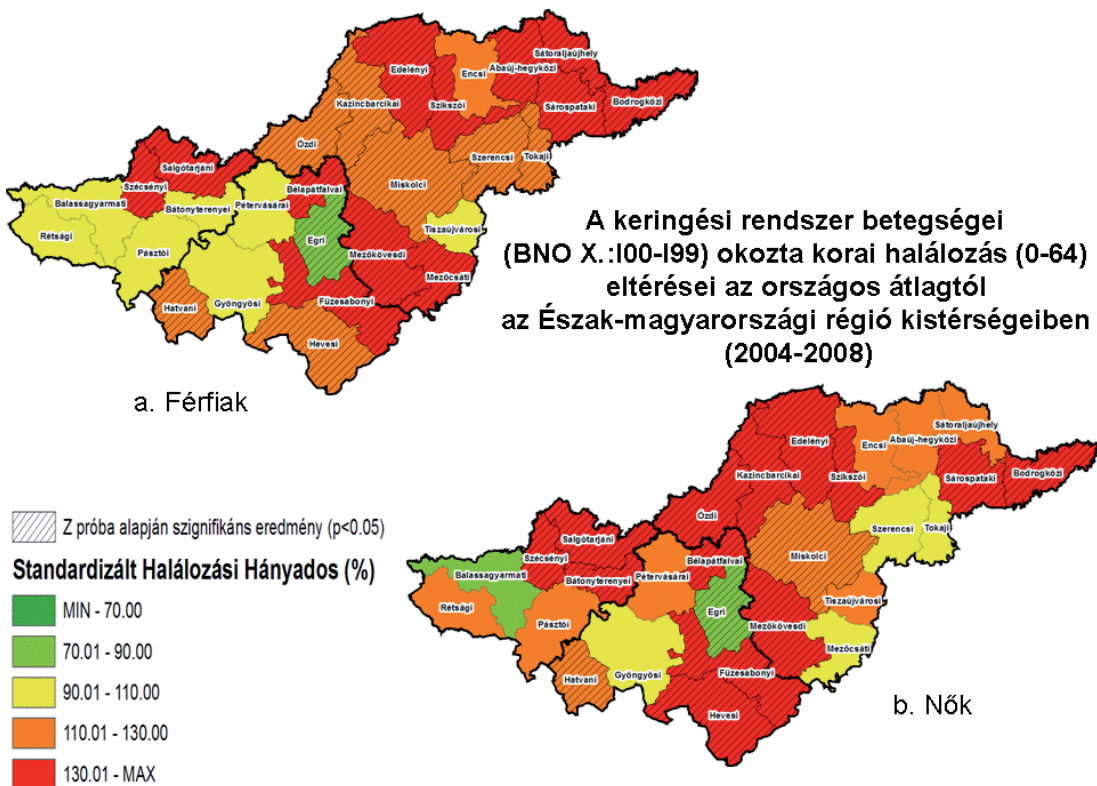 Edelényi
Encsi
Abaúj-hegyközi
Sátoraljaújhely
Kazincbarcikai
Szikszói
Sárospataki
Bodrogközi
Ózdi
Szerencsi
Tokaji
Miskolci
Salgótarjáni
Szécsényi
Bélapátfalvai
Balassagyarmati
Bátonyterenyei
Pétervásárai
Tiszaújvárosi
Rétsági
Pásztói
Egri
Mezőkövesdi
Mezőcsáti
Hatvani
Gyöngyösi
Füzesabonyi
Hevesi
a. Férfiak
A keringési rendszer betegségei
(BNO X.:I00-I99) okozta korai halálozás (0-64)
eltérései az országos átlagtól
az Észak-magyarországi régió kistérségeiben
(2004-2008)
Edelényi
Encsi
Abaúj-hegyközi
Sátoraljaújhely
Kazincbarcikai
Szikszói
Sárospataki
Bodrogközi
Ózdi
Szerencsi
Tokaji
Miskolci
Salgótarjáni
Szécsényi
Bélapátfalvai
Balassagyarmati
Bátonyterenyei
Pétervásárai
Tiszaújvárosi
Rétsági
Pásztói
Egri
Mezőkövesdi
Mezőcsáti
Hatvani
Gyöngyösi
Füzesabonyi
Hevesi
b. Nők
Z próba alapján szignifikáns eredmény (p<0.05)
Standardizált Halálozási Hányados (%)
MIN - 70.00
70.01 - 90.00
90.01 - 110.00
110.01 - 130.00
130.01 - MAX